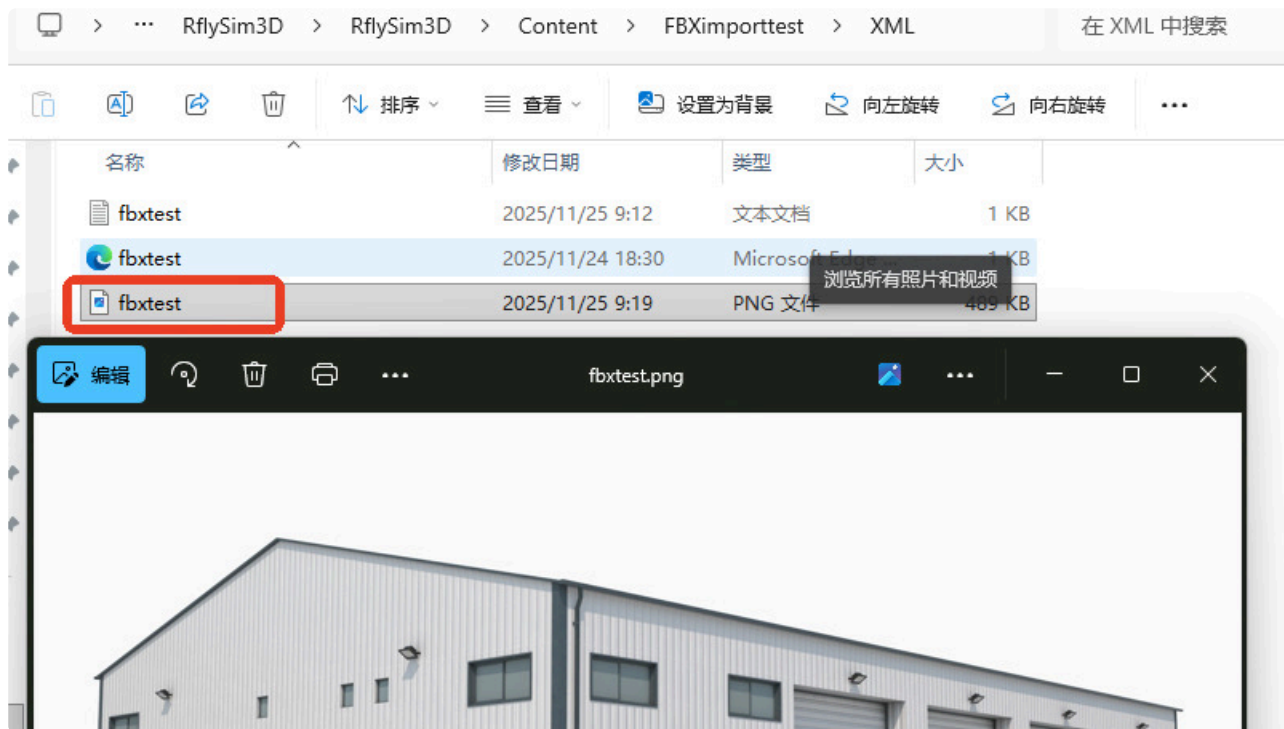 ··· RflySim3D > RflySim3D > Content > FBXimporttest > XML 在 XML 中搜索
排序 查看 设置为背景 向左旋转 向右旋转 ···
名称 修改日期 类型 大小
fbxtest 2025/11/25 9:12 文本文档 1 KB
fbxtest 2025/11/24 18:30 Microsoft Edge ... 1 KB
浏览所有照片和视频
fbxtest 2025/11/25 9:19 PNG 文件 489 KB
编辑 ··· fbxtest.png ···